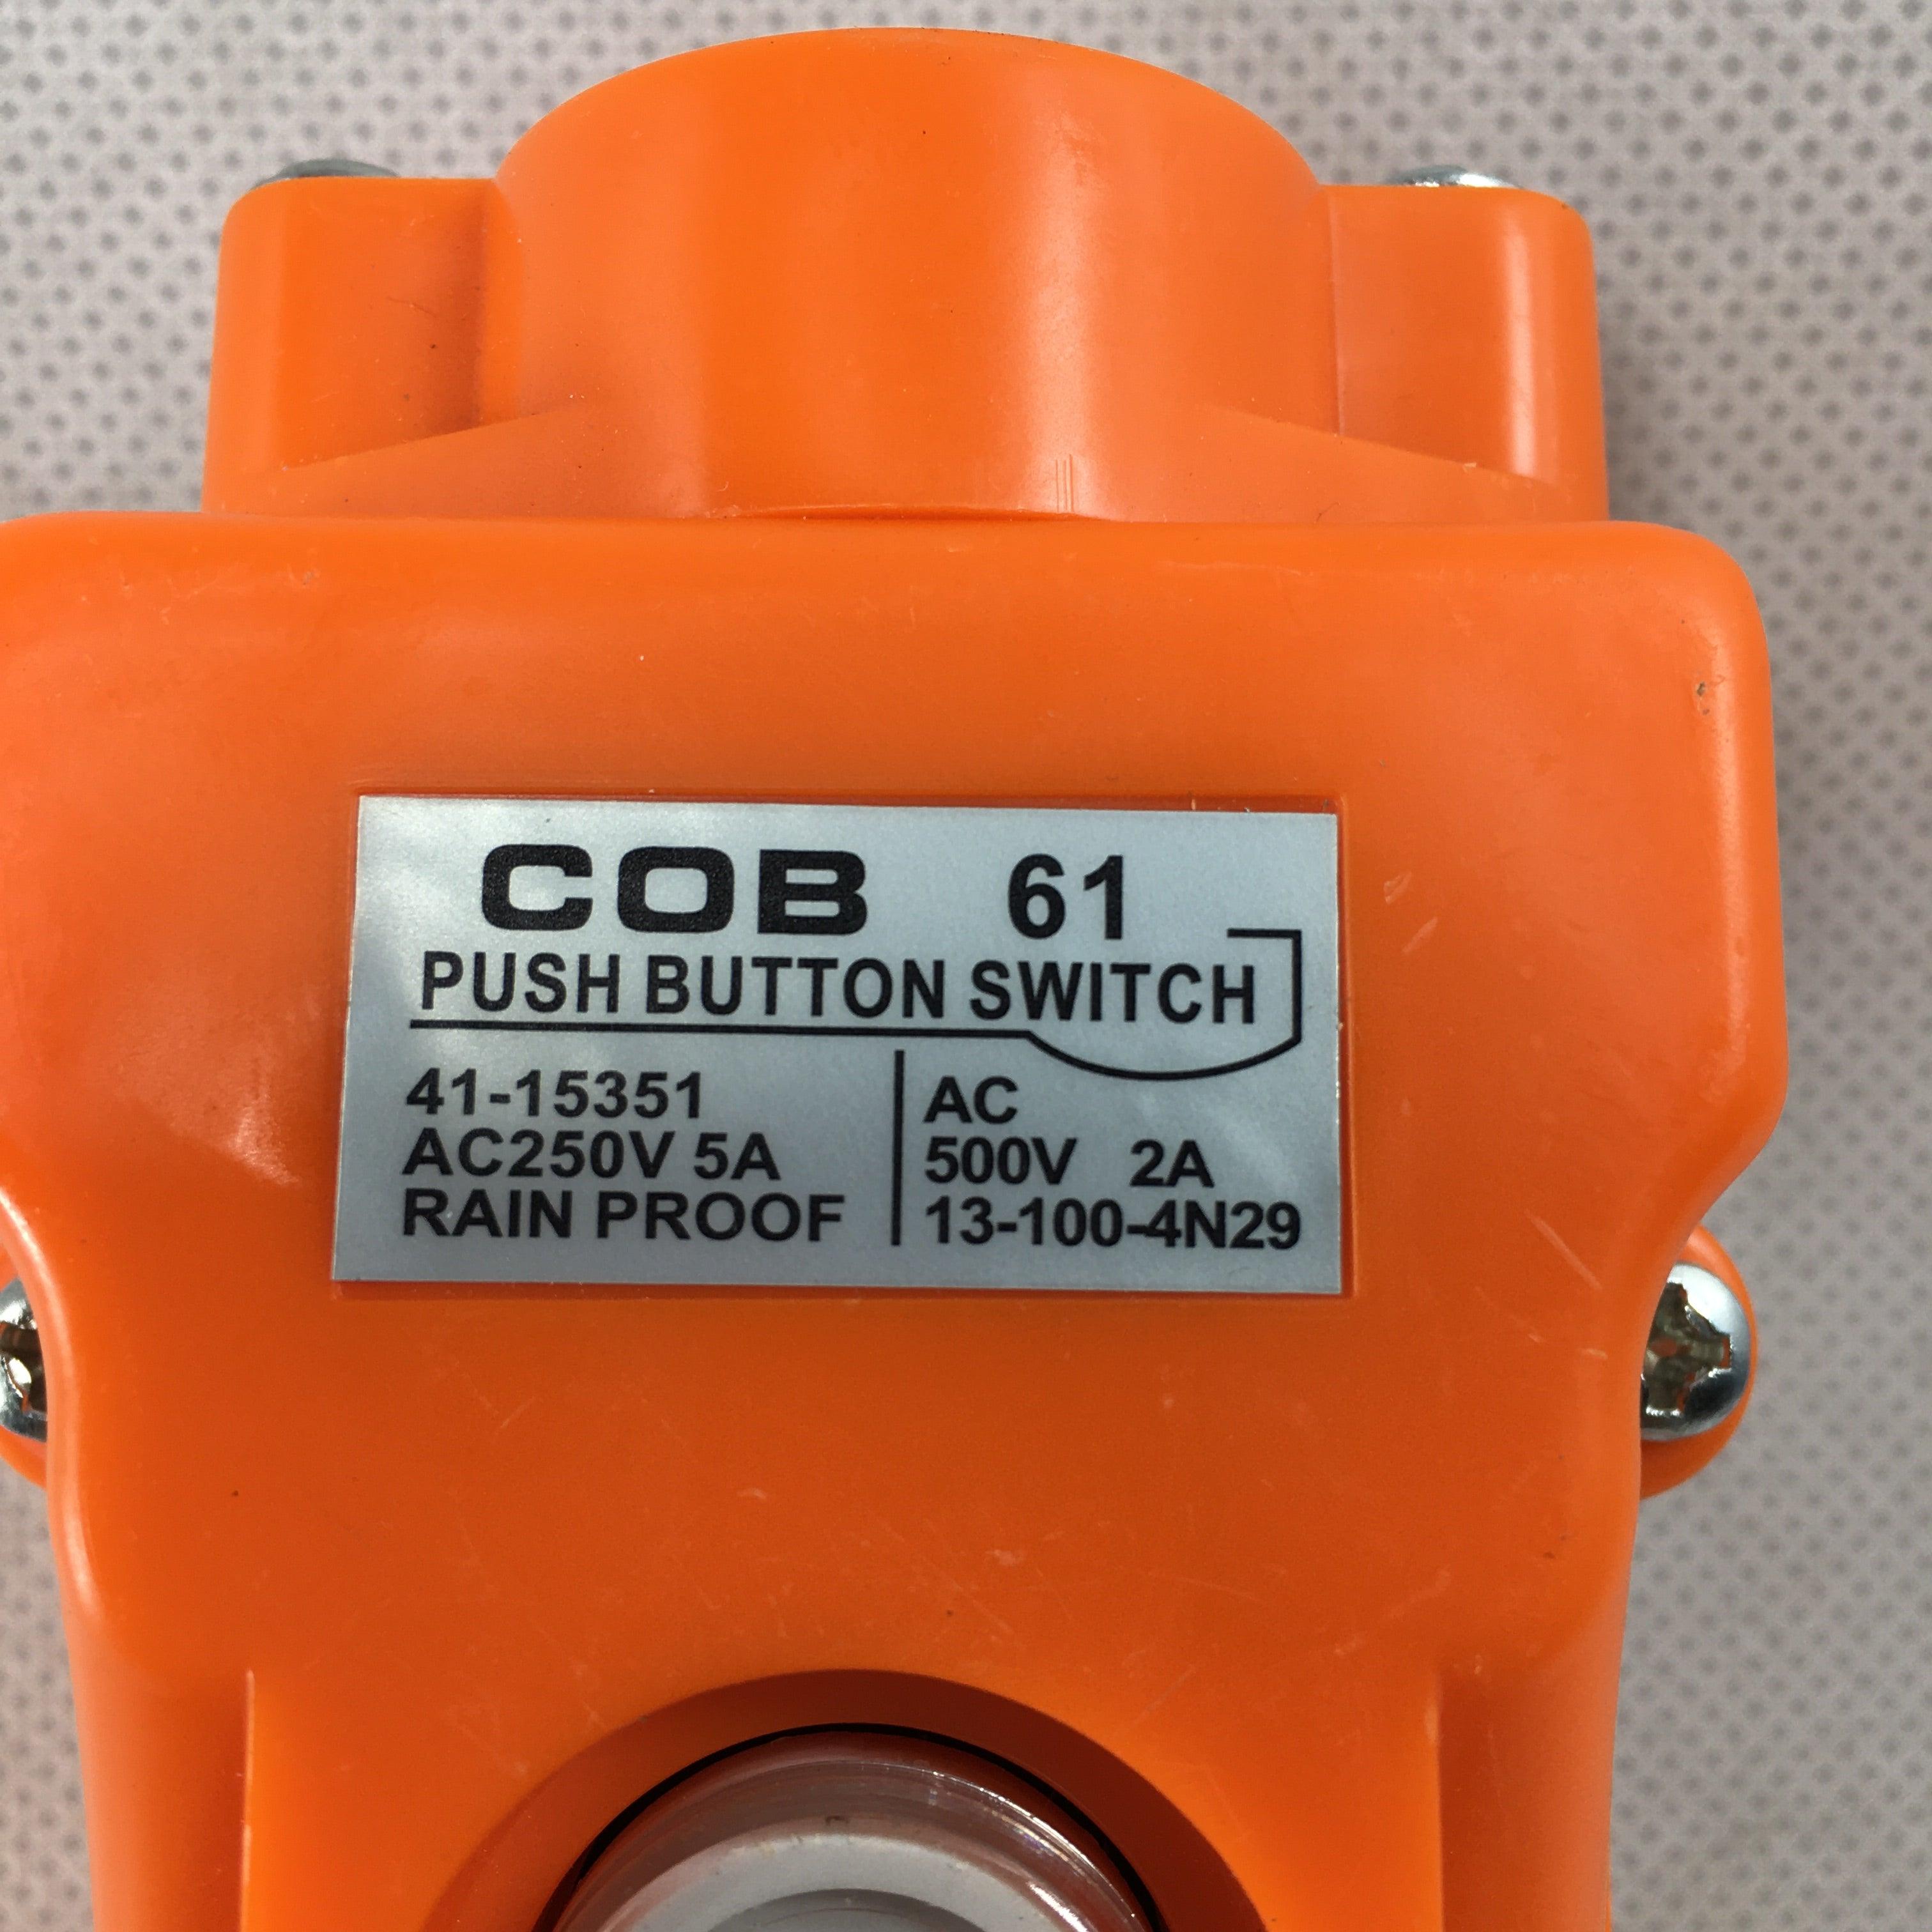 COB 61
PUSH BUTTON SWITCH
41-15351
AC250V 5A
RAIN PROOF
AC
500V 2A
13-100-4N29